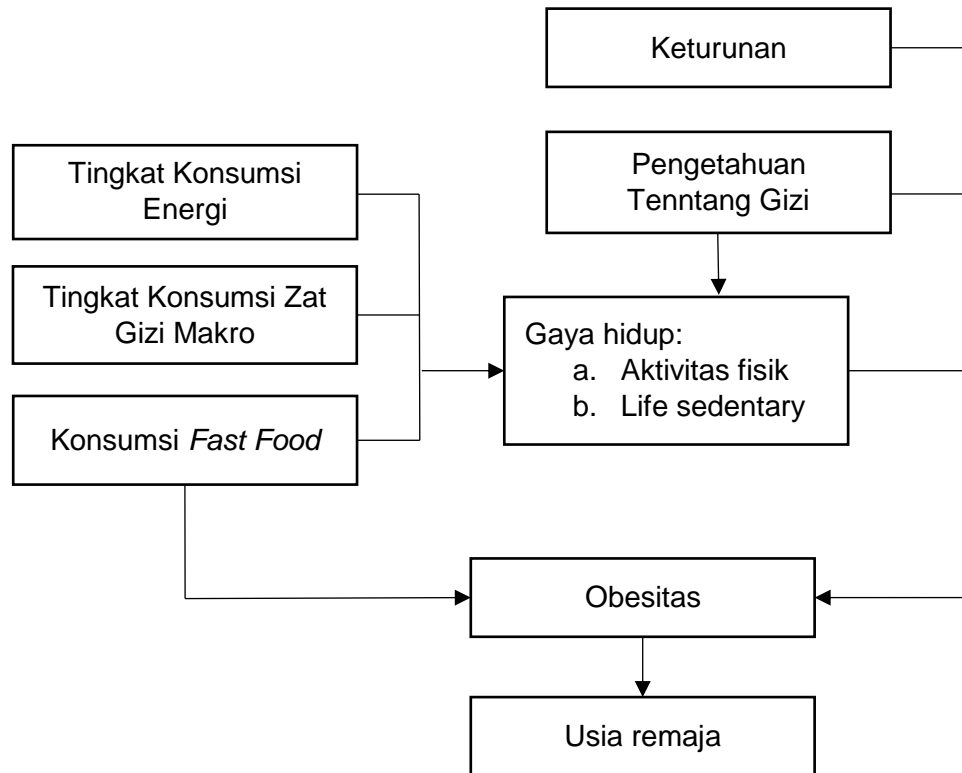 Keturunan
Tingkat Konsumsi
Energi
Pengetahuan
Tenntang Gizi
Tingkat Konsumsi Zat
Gizi Makro
Gaya hidup:
a. Aktivitas fisik
b. Life sedentary
Konsumsi Fast Food
Obesitas
Usia remaja